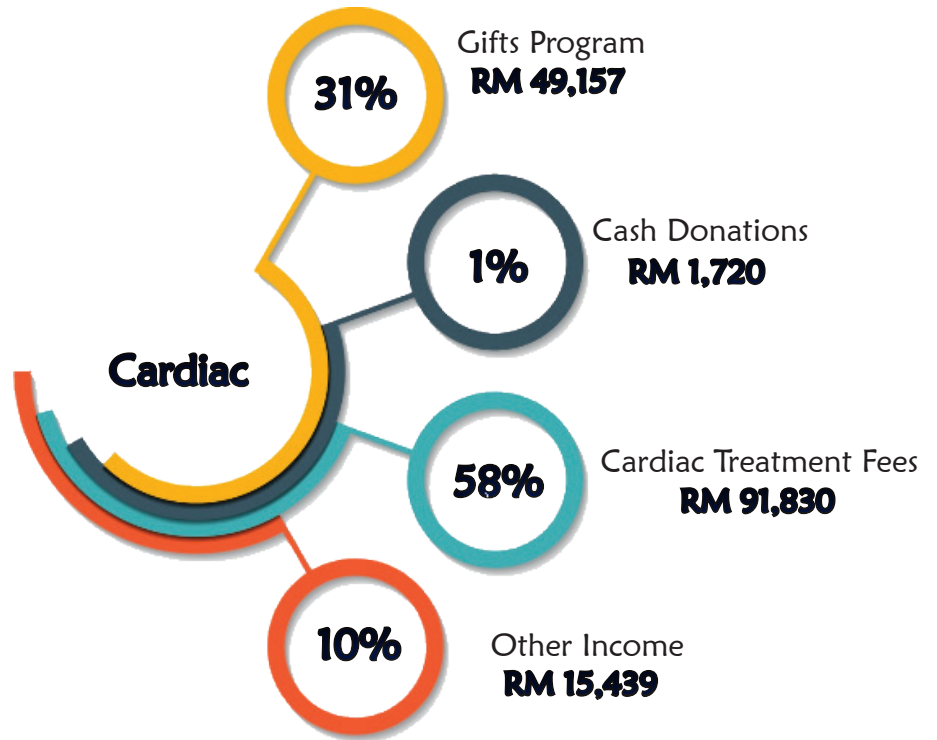 31%
Gifts Program
RM 49,157
1%
Cash Donations
RM 1,720
Cardiac
58%
Cardiac Treatment Fees
RM 91,830
10%
Other Income
RM 15,439